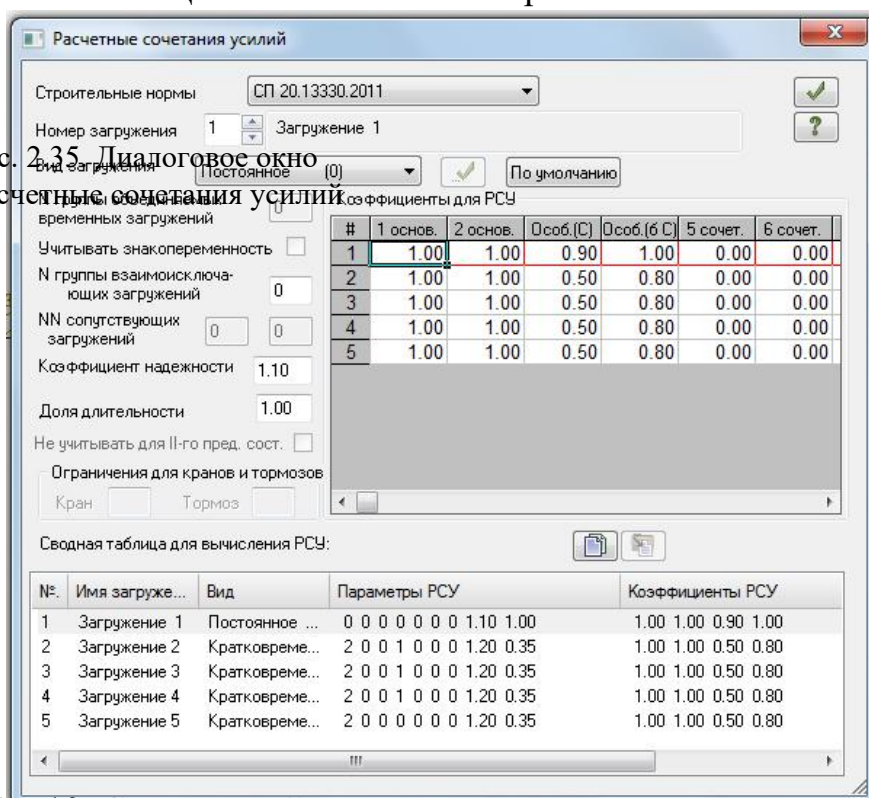 Расчетные сочетания усилий
Строительные нормы СП 20.13330.2011
Номер загружения 1 Загружение 1
с. 2.35. Диалоговое окно
Вид загружения Постоянное (0) По умолчанию
счетные сочетания усилий
N группы объединяемых 0 Коэффициенты для РСУ
временных загружений
# 1 основ. 2 основ. Особ.(С) Особ.(б С) 5 сочет. 6 сочет.
Учитывать знакопеременность
1 1.00 1.00 0.90 1.00 0.00 0.00
N группы взаимоисключа-
ющих загружений 0
2 1.00 1.00 0.50 0.80 0.00 0.00
3 1.00 1.00 0.50 0.80 0.00 0.00
NN сопутствующих
загружений 0 0
4 1.00 1.00 0.50 0.80 0.00 0.00
5 1.00 1.00 0.50 0.80 0.00 0.00
Коэффициент надежности 1.10
Доля длительности 1.00
Не учитывать для II-го пред. сост.
Ограничения для кранов и тормозов
Кран Тормоз
Сводная таблица для вычисления РСУ:
№. Имя загруже... Вид Параметры РСУ Коэффициенты РСУ
1 Загружение 1 Постоянное ... 0 0 0 0 0 0 0 1.10 1.00 1.00 1.00 0.90 1.00
2 Загружение 2 Кратковреме... 2 0 0 1 0 0 0 1.20 0.35 1.00 1.00 0.50 0.80
3 Загружение 3 Кратковреме... 2 0 0 1 0 0 0 1.20 0.35 1.00 1.00 0.50 0.80
4 Загружение 4 Кратковреме... 2 0 0 1 0 0 0 1.20 0.35 1.00 1.00 0.50 0.80
5 Загружение 5 Кратковреме... 2 0 0 0 0 0 0 1.20 0.35 1.00 1.00 0.50 0.80